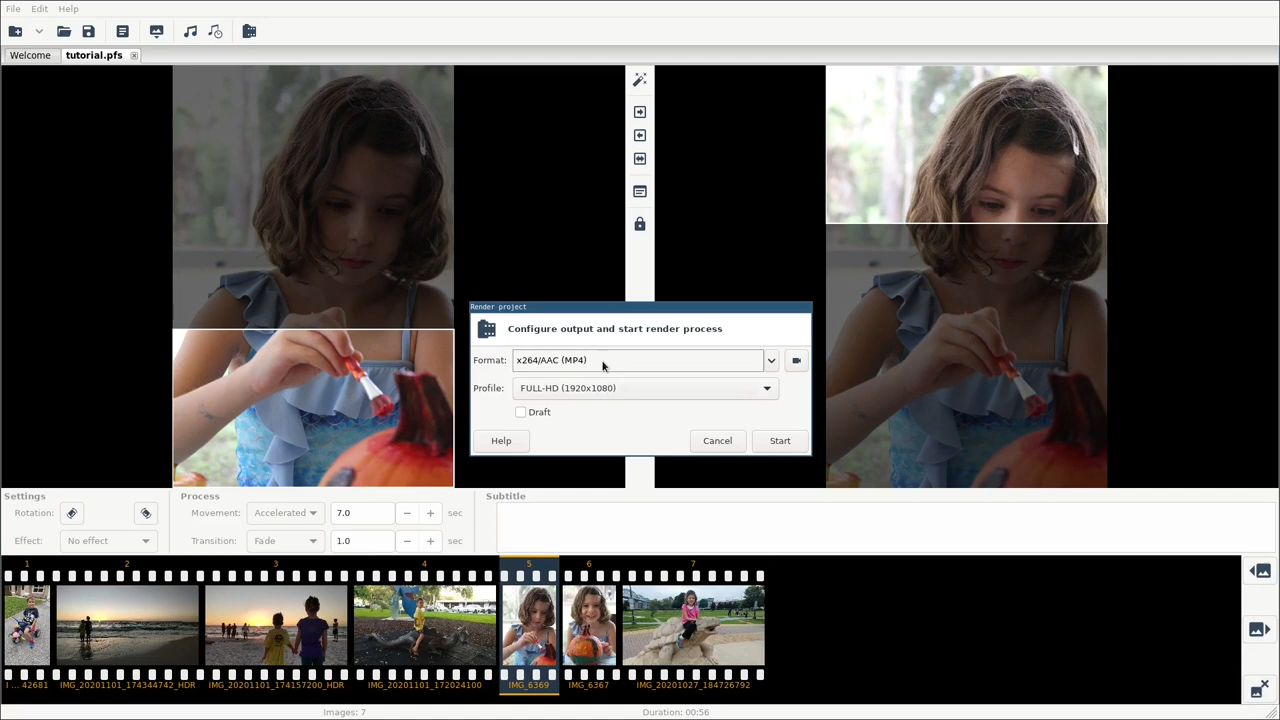 File Edit Help
Welcome tutorial.pfs
Render project
Configure output and start render process
Format: x264/AAC (MP4)
Profile: FULL-HD (1920x1080)
Draft
Help Cancel Start
Settings Process Subtitle
Rotation: Movement: Accelerated 7.0 sec
Effect: No effect Transition: Fade 1.0 sec
1 2 3 4 5 6 7
I ... 42681 IMG_20201101_174344742_HDR IMG_20201101_174157200_HDR IMG_20201101_172024100 IMG_6369 IMG_6367 IMG_20201027_184726792
Images: 7 Duration: 00:56